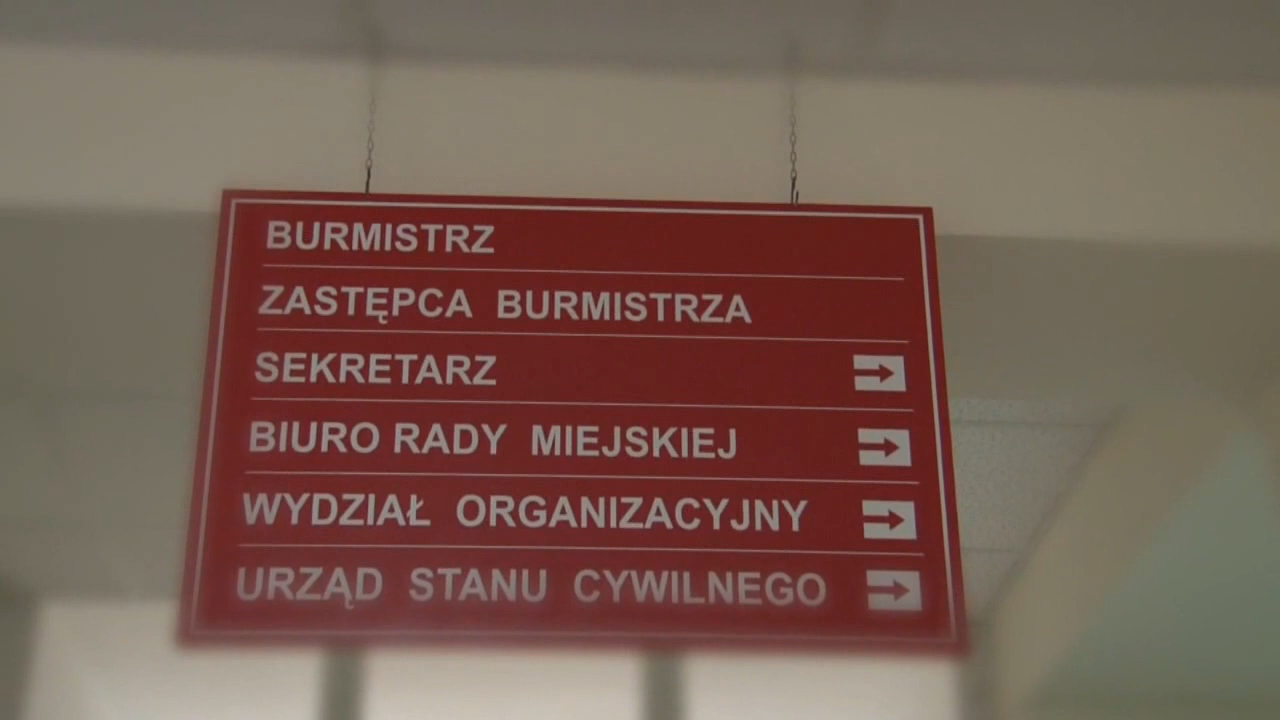 BURMISTRZ
ZASTĘPCA BURMISTRZA
SEKRETARZ
BIURO RADY MIEJSKIEJ
WYDZIAŁ ORGANIZACYJNY
URZĄD STANU CYWILNEGO